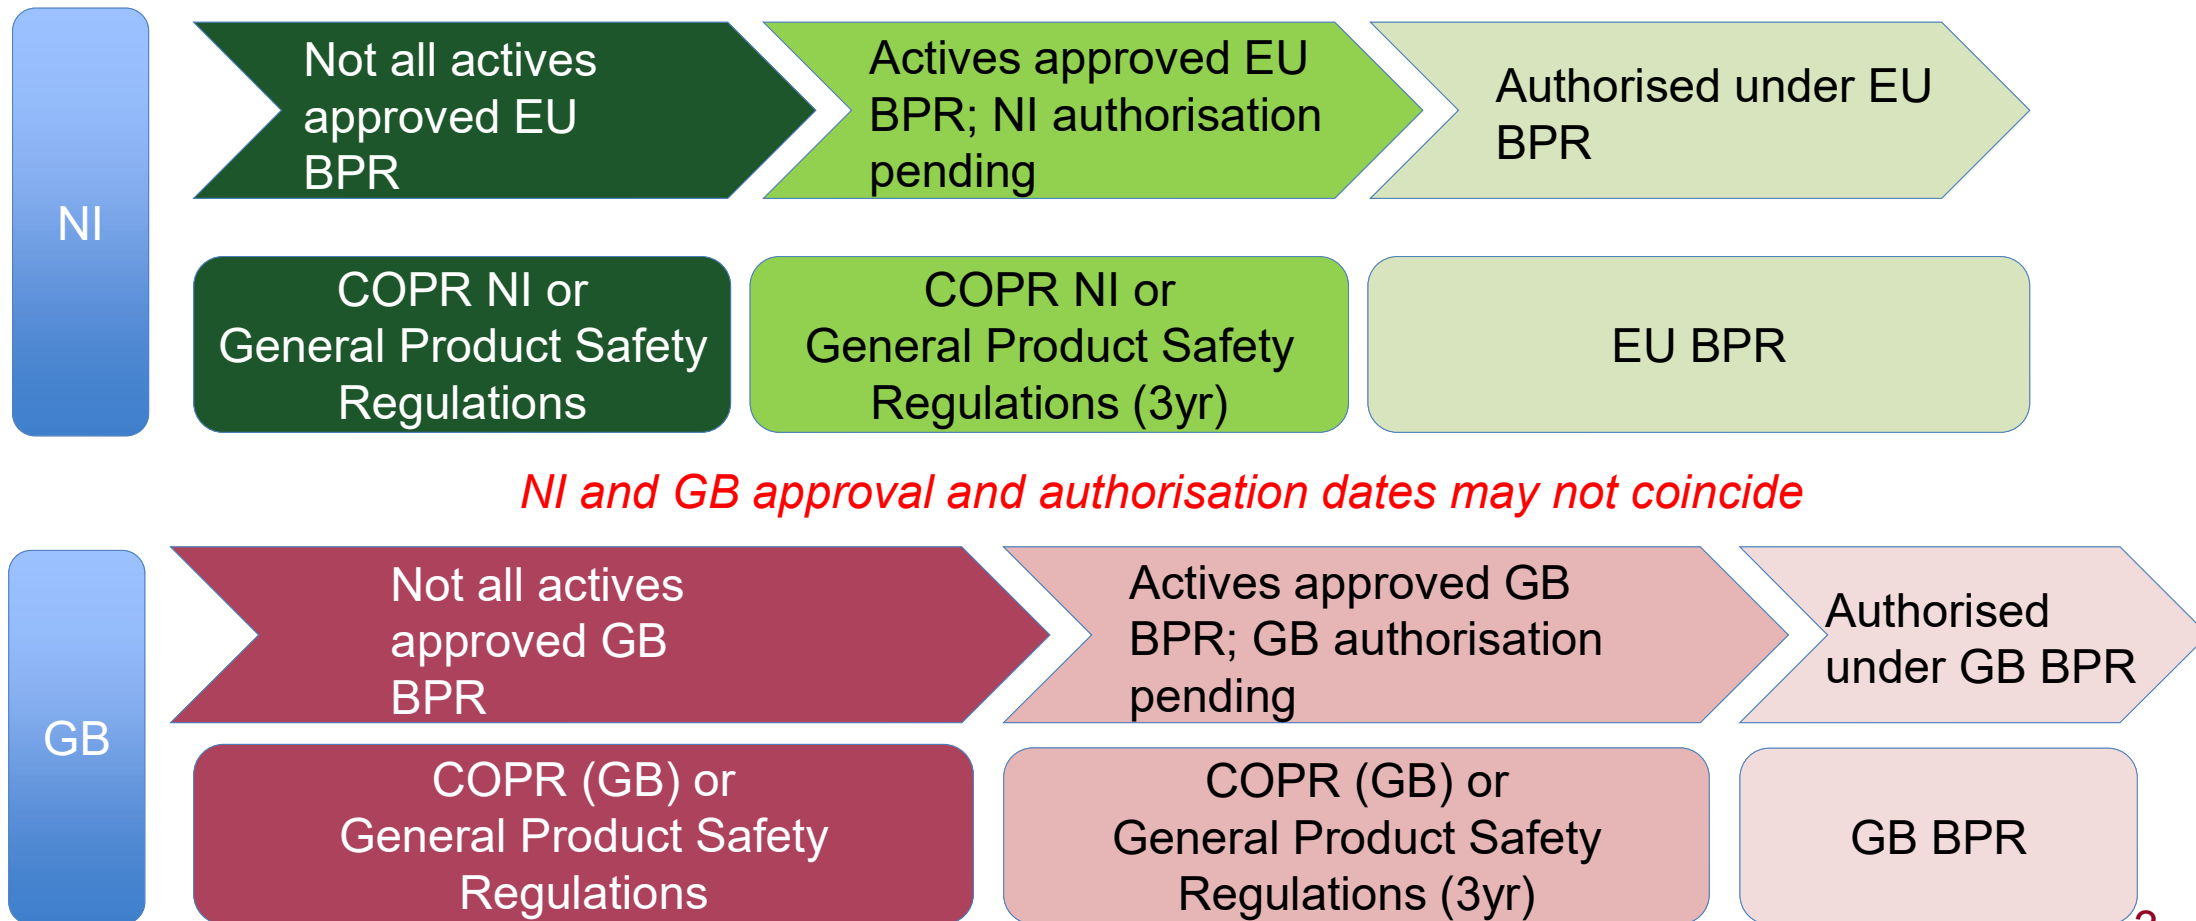 NI
Not all actives
approved EU
BPR
Actives approved EU
BPR; NI authorisation
pending
Authorised under EU
BPR
COPR NI or
General Product Safety
Regulations
COPR NI or
General Product Safety
Regulations (3yr)
EU BPR
NI and GB approval and authorisation dates may not coincide
GB
Not all actives
approved GB
BPR
Actives approved GB
BPR; GB authorisation
pending
Authorised
under GB BPR
COPR (GB) or
General Product Safety
Regulations
COPR (GB) or
General Product Safety
Regulations (3yr)
GB BPR